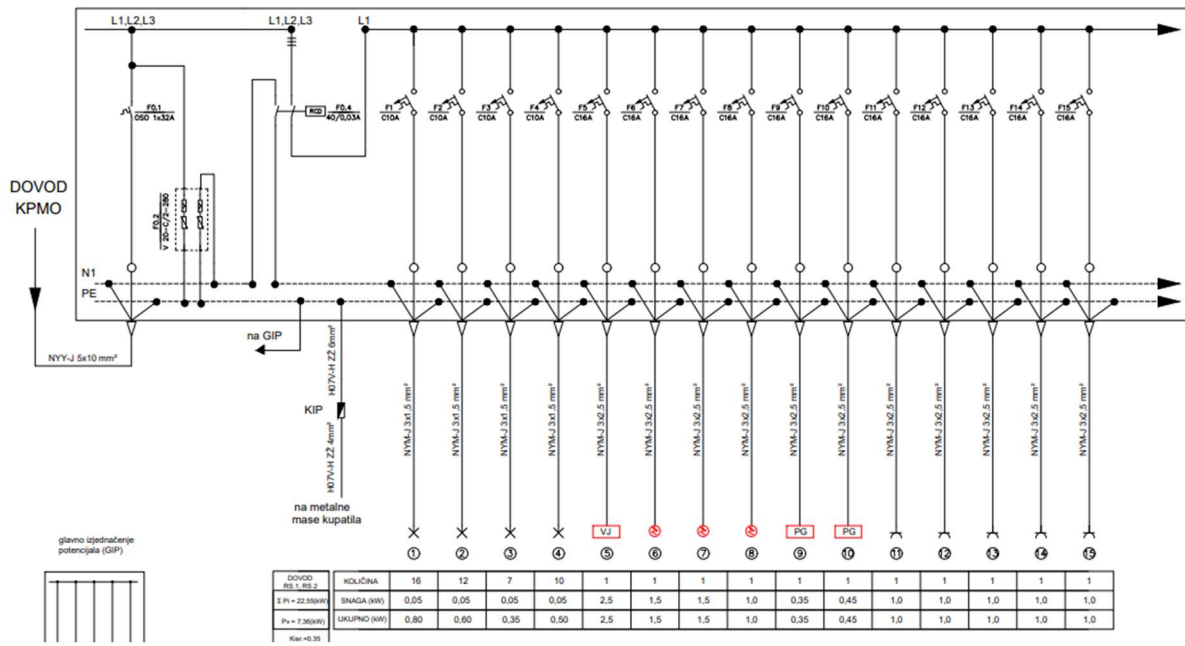 L1,L2,L3
L1,L2,L3
L1
F0.1
OSO 1x32A
RCD
F0.4
40/0,03A
F1
C10A
F2
C10A
F3
C10A
F4
C10A
F5
C16A
F6
C16A
F7
C16A
F8
C16A
F9
C16A
F10
C16A
F11
C16A
F12
C16A
F13
C16A
F14
C16A
F15
C16A
DOVOD
KPMO
F0.2
V 20-C/2-280
N1
PE
na GIP
NYY-J 5x10 mm²
H07V-H ZŽ 6mm²
KIP
H07V-H ZŽ 4mm²
na metalne
mase kupatila
NYM-J 3x1,5 mm²
NYM-J 3x1,5 mm²
NYM-J 3x1,5 mm²
NYM-J 3x1,5 mm²
NYM-J 3x2,5 mm²
NYM-J 3x2,5 mm²
NYM-J 3x2,5 mm²
NYM-J 3x2,5 mm²
NYM-J 3x2,5 mm²
NYM-J 3x2,5 mm²
NYM-J 3x2,5 mm²
NYM-J 3x2,5 mm²
NYM-J 3x2,5 mm²
NYM-J 3x2,5 mm²
NYM-J 3x2,5 mm²
VJ
PG
PG
1 2 3 4 5 6 7 8 9 10 11 12 13 14 15
glavno izjednačenje
potencijala (GIP)
DOVOD
RS.1, RS.2
KOLIČINA 16 12 7 10 1 1 1 1 1 1 1 1 1 1 1
Σ Pi = 22,55(kW)
SNAGA (kW) 0,05 0,05 0,05 0,05 2,5 1,5 1,5 1,0 0,35 0,45 1,0 1,0 1,0 1,0 1,0
Pv = 7,36(kW)
UKUPNO (kW) 0,80 0,60 0,35 0,50 2,5 1,5 1,5 1,0 0,35 0,45 1,0 1,0 1,0 1,0 1,0